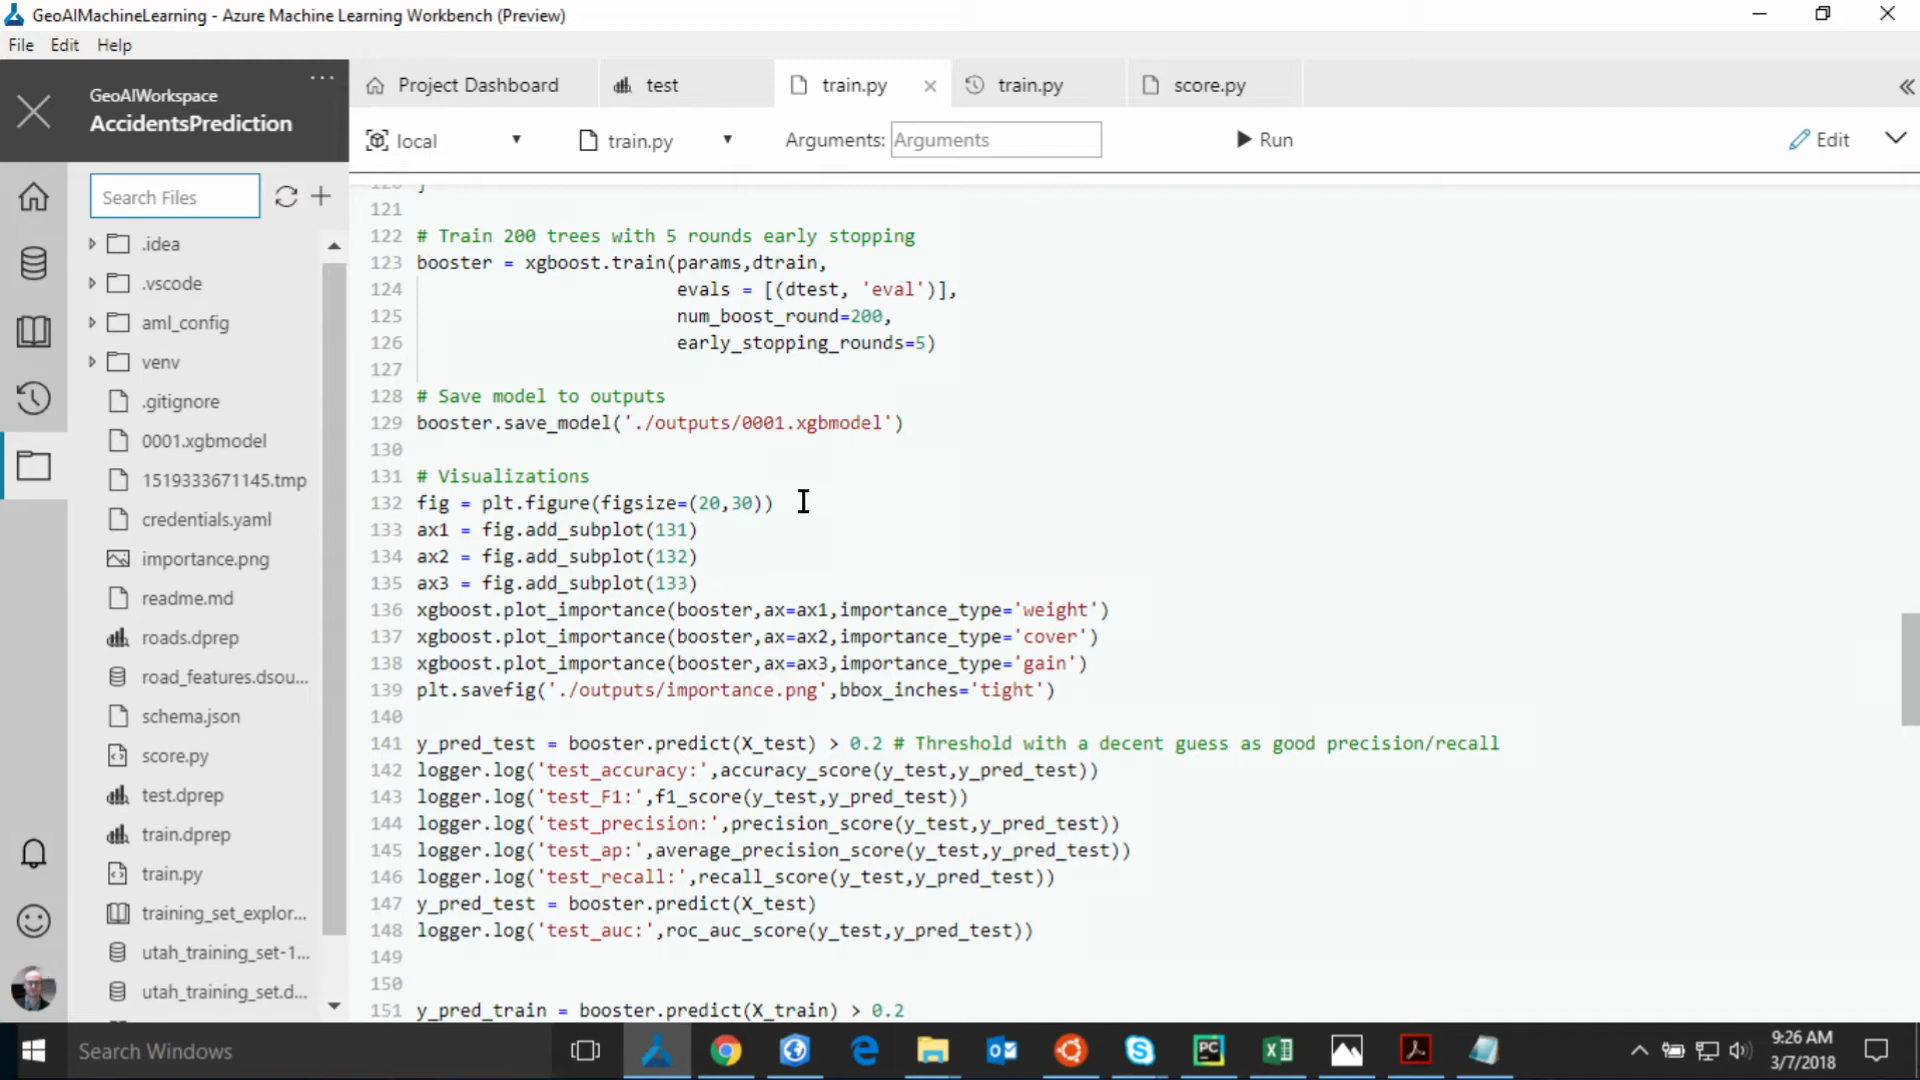 GeoAIMachineLearning - Azure Machine Learning Workbench (Preview)
File Edit Help
GeoAIWorkspace
AccidentsPrediction
Project Dashboard
test
train.py
train.py
score.py
local
train.py
Arguments:
Arguments
Run
Edit
Search Files
.idea
.vscode
aml_config
venv
.gitignore
0001.xgbmodel
1519333671145.tmp
credentials.yaml
importance.png
readme.md
roads.dprep
road_features.dsou...
schema.json
score.py
test.dprep
train.dprep
train.py
training_set_explor...
utah_training_set-1...
utah_training_set.d...
120 }
121
122 # Train 200 trees with 5 rounds early stopping
123 booster = xgboost.train(params,dtrain,
124 evals = [(dtest, 'eval')],
125 num_boost_round=200,
126 early_stopping_rounds=5)
127
128 # Save model to outputs
129 booster.save_model('./outputs/0001.xgbmodel')
130
131 # Visualizations
132 fig = plt.figure(figsize=(20,30))
133 ax1 = fig.add_subplot(131)
134 ax2 = fig.add_subplot(132)
135 ax3 = fig.add_subplot(133)
136 xgboost.plot_importance(booster,ax=ax1,importance_type='weight')
137 xgboost.plot_importance(booster,ax=ax2,importance_type='cover')
138 xgboost.plot_importance(booster,ax=ax3,importance_type='gain')
139 plt.savefig('./outputs/importance.png',bbox_inches='tight')
140
141 y_pred_test = booster.predict(X_test) > 0.2 # Threshold with a decent guess as good precision/recall
142 logger.log('test_accuracy:',accuracy_score(y_test,y_pred_test))
143 logger.log('test_F1:',f1_score(y_test,y_pred_test))
144 logger.log('test_precision:',precision_score(y_test,y_pred_test))
145 logger.log('test_ap:',average_precision_score(y_test,y_pred_test))
146 logger.log('test_recall:',recall_score(y_test,y_pred_test))
147 y_pred_test = booster.predict(X_test)
148 logger.log('test_auc:',roc_auc_score(y_test,y_pred_test))
149
150
151 y_pred_train = booster.predict(X_train) > 0.2
Search Windows
9:26 AM
3/7/2018